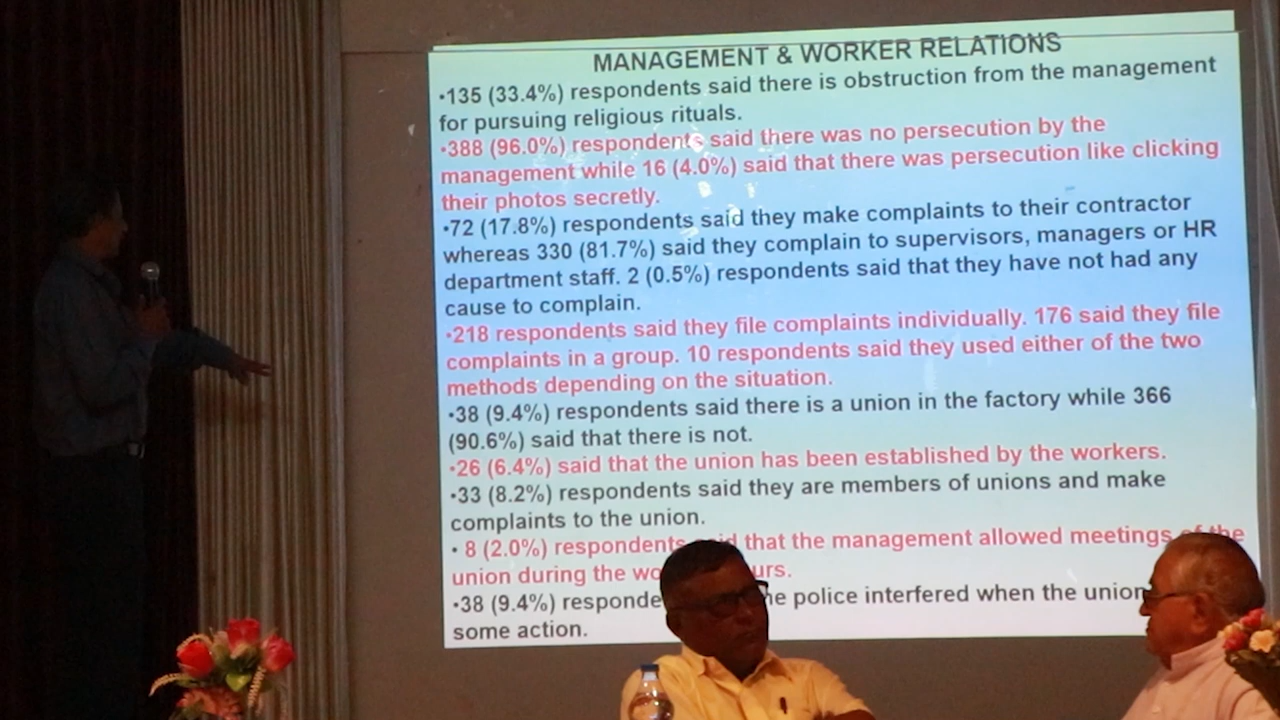 MANAGEMENT & WORKER RELATIONS
•135 (33.4%) respondents said there is obstruction from the management
for pursuing religious rituals.
•388 (96.0%) respondents said there was no persecution by the
management while 16 (4.0%) said that there was persecution like clicking
their photos secretly.
•72 (17.8%) respondents said they make complaints to their contractor
whereas 330 (81.7%) said they complain to supervisors, managers or HR
department staff. 2 (0.5%) respondents said that they have not had any
cause to complain.
•218 respondents said they file complaints individually. 176 said they file
complaints in a group. 10 respondents said they used either of the two
methods depending on the situation.
•38 (9.4%) respondents said there is a union in the factory while 366
(90.6%) said that there is not.
•26 (6.4%) said that the union has been established by the workers.
•33 (8.2%) respondents said they are members of unions and make
complaints to the union.
• 8 (2.0%) respondents that the management allowed meetings of the
union during the
•38 (9.4%) police interfered when the union
some action.